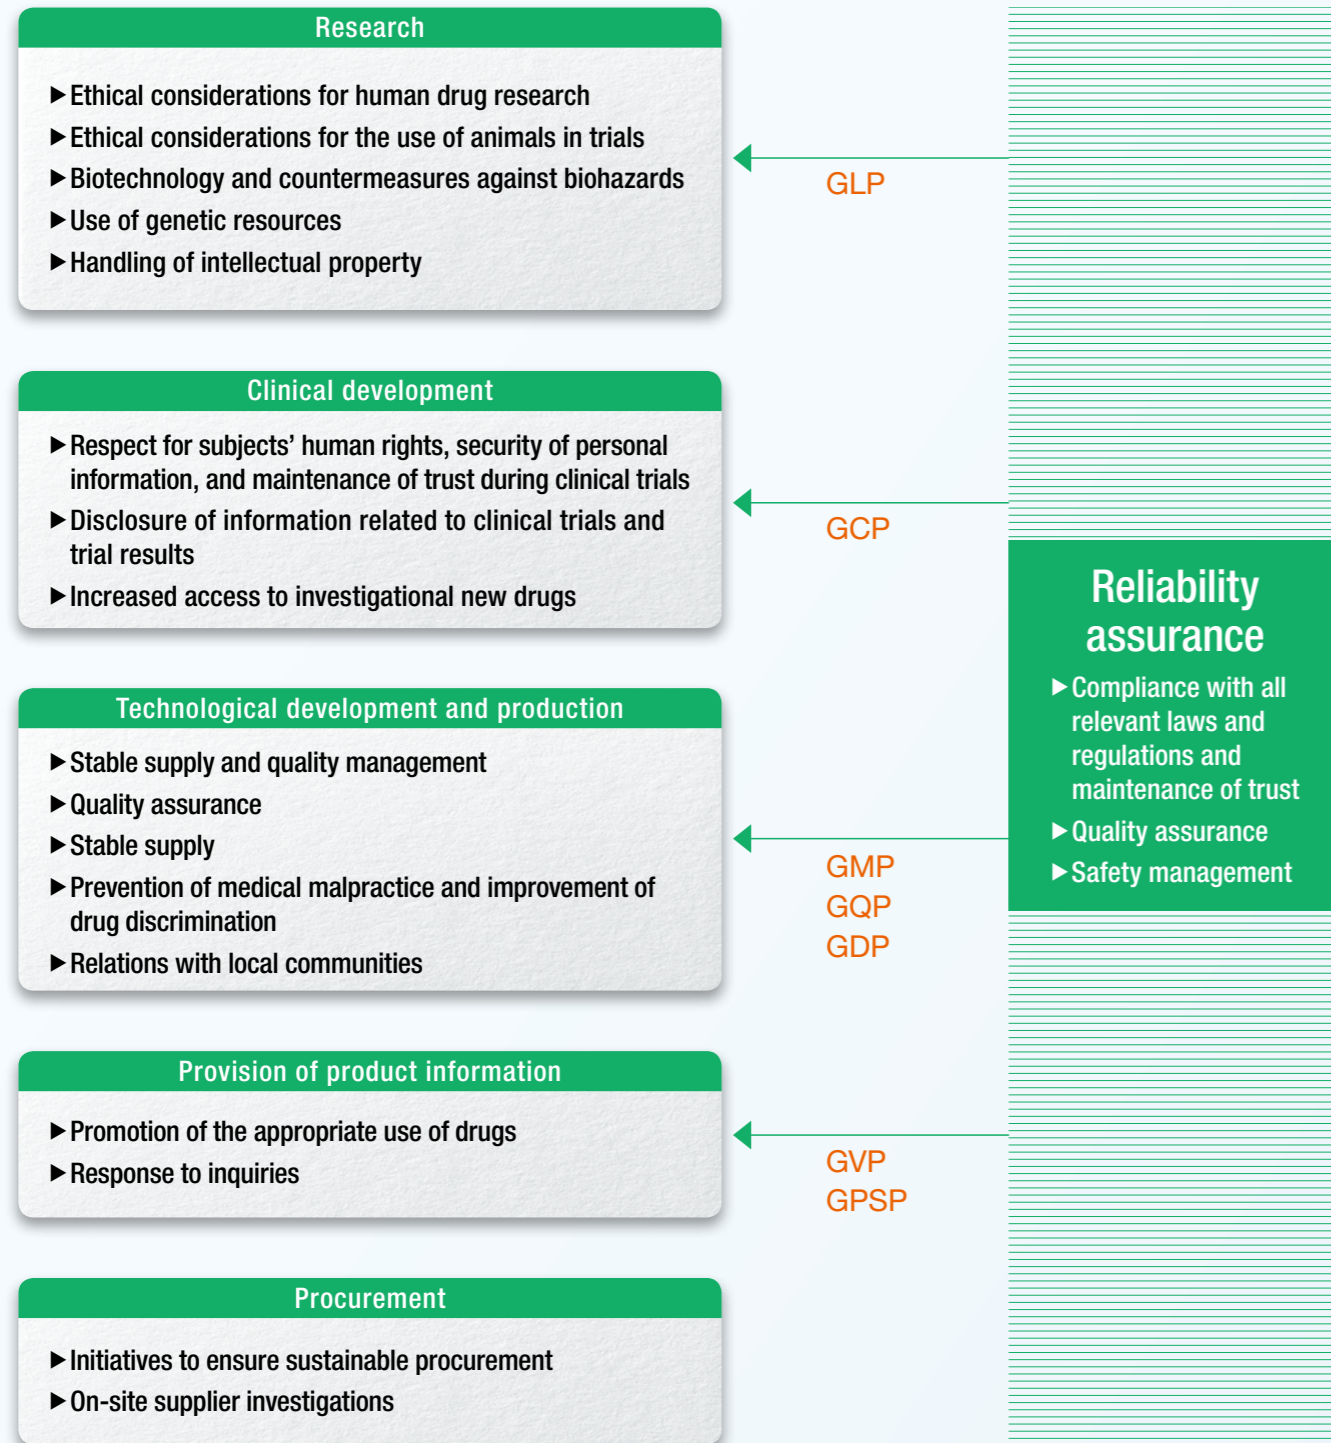 Research
▶Ethical considerations for human drug research
▶Ethical considerations for the use of animals in trials
▶Biotechnology and countermeasures against biohazards
▶Use of genetic resources
▶Handling of intellectual property
GLP
Clinical development
▶Respect for subjects’ human rights, security of personal
information, and maintenance of trust during clinical trials
▶Disclosure of information related to clinical trials and
trial results
▶Increased access to investigational new drugs
GCP
Technological development and production
▶Stable supply and quality management
▶Quality assurance
▶Stable supply
▶Prevention of medical malpractice and improvement of
drug discrimination
▶Relations with local communities
GMP
GQP
GDP
Provision of product information
▶Promotion of the appropriate use of drugs
▶Response to inquiries
GVP
GPSP
Procurement
▶Initiatives to ensure sustainable procurement
▶On-site supplier investigations
Reliability
assurance
▶Compliance with all
relevant laws and
regulations and
maintenance of trust
▶Quality assurance
▶Safety management